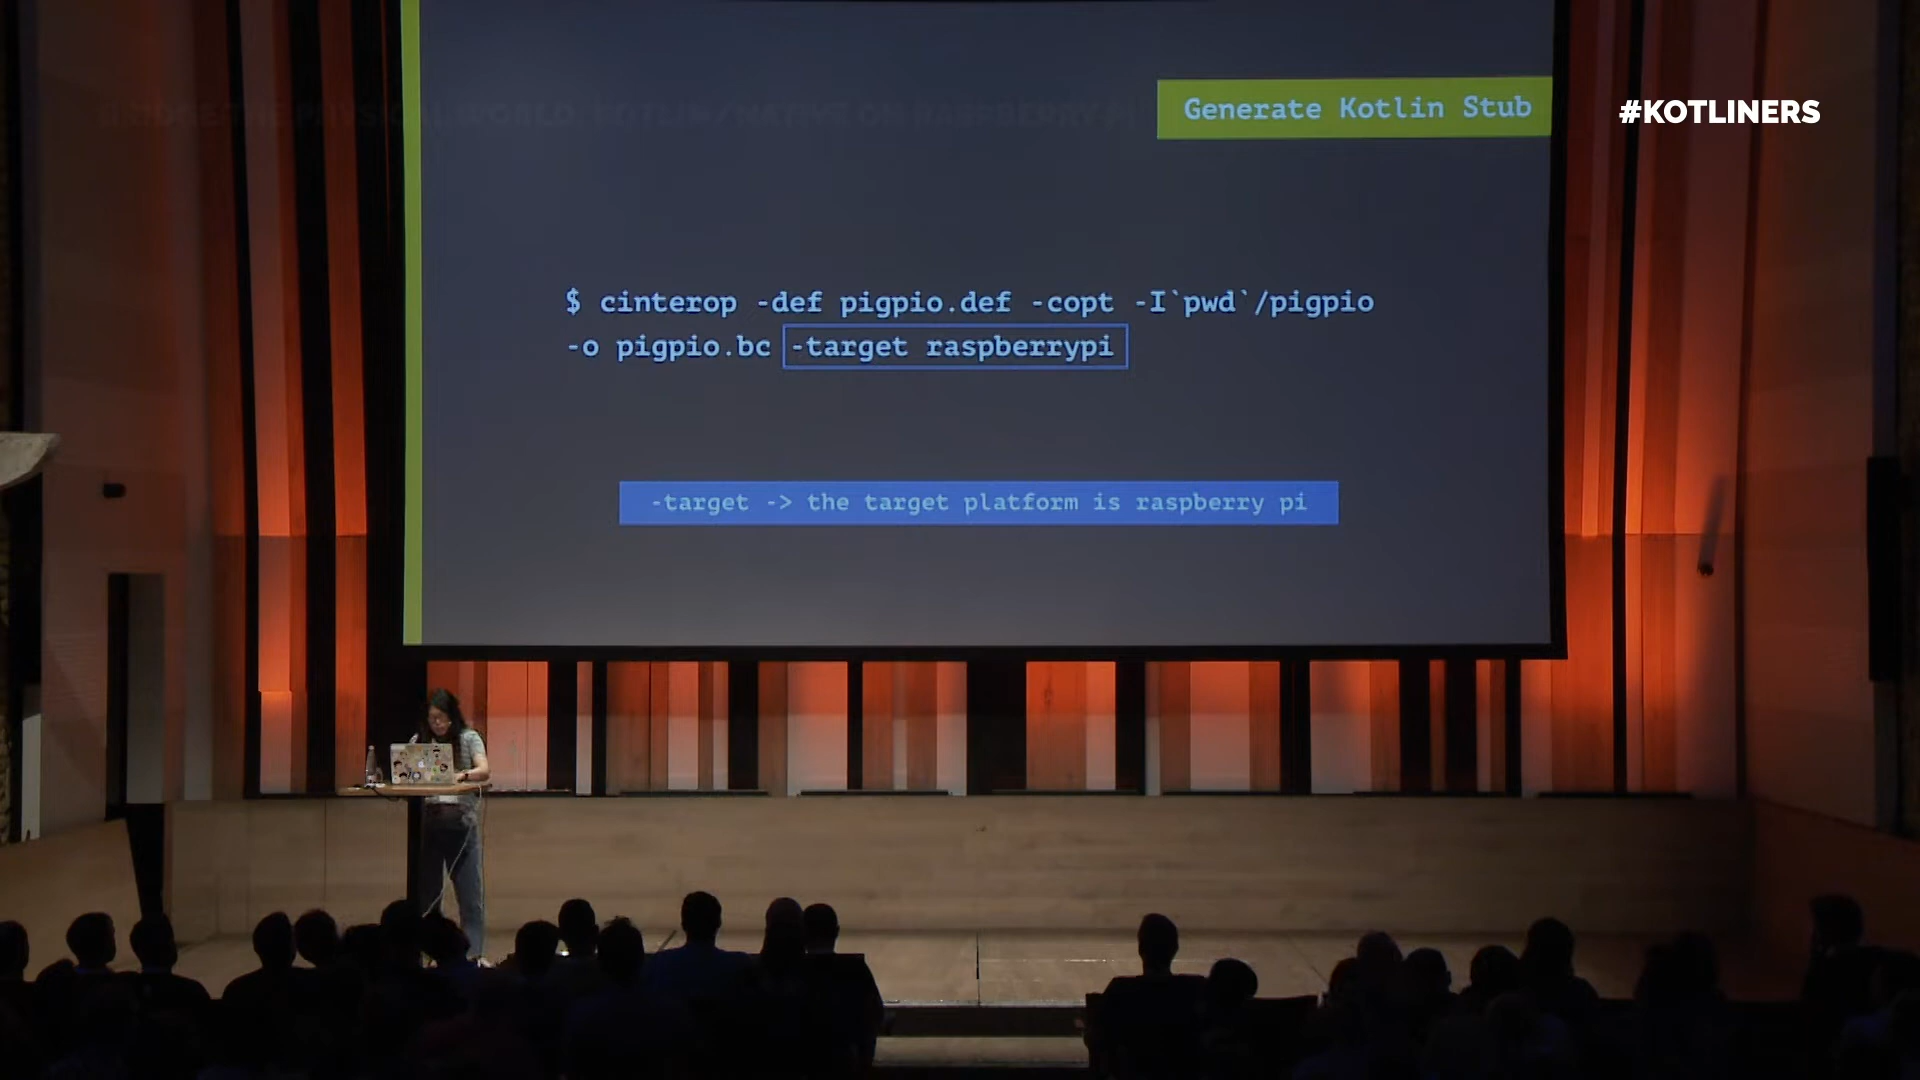 Generate Kotlin Stub
#KOTLINERS
$ cinterop -def pigpio.def -copt -I`pwd`/pigpio
-o pigpio.bc -target raspberrypi
-target -> the target platform is raspberry pi